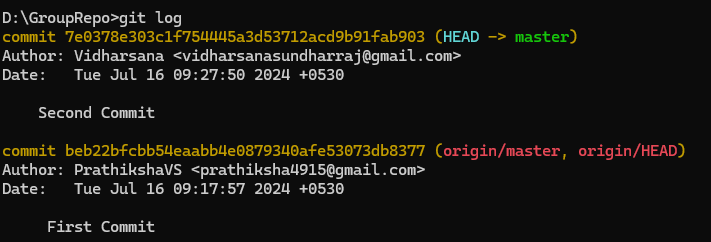 D:\GroupRepo>git log
commit 7e0378e303c1f754445a3d53712acd9b91fab903 (HEAD -> master)
Author: Vidharsana <vidharsanasundharraj@gmail.com>
Date:   Tue Jul 16 09:27:50 2024 +0530
    Second Commit
commit beb22bfcbb54eaabb4e0879340afe53073db8377 (origin/master, origin/HEAD)
Author: PrathikshaVS <prathiksha4915@gmail.com>
Date:   Tue Jul 16 09:17:57 2024 +0530
     First Commit